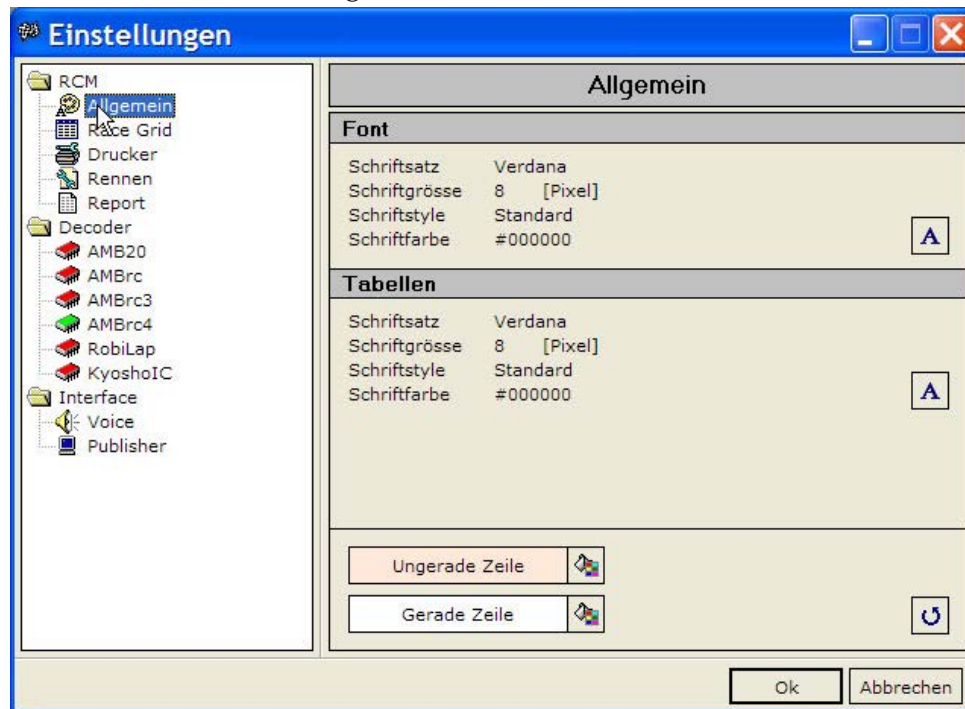 Einstellungen
RCM
Allgemein
Race Grid
Drucker
Rennen
Report
Decoder
AMB20
AMBrc
AMBrc3
AMBrc4
RobiLap
KyoshoIC
Interface
Voice
Publisher
Allgemein
Font
Schriftsatz Verdana
Schriftgrösse 8 [Pixel]
Schriftstyle Standard
Schriftfarbe #000000
A
Tabellen
Schriftsatz Verdana
Schriftgrösse 8 [Pixel]
Schriftstyle Standard
Schriftfarbe #000000
A
Ungerade Zeile
Gerade Zeile
Ok Abbrechen